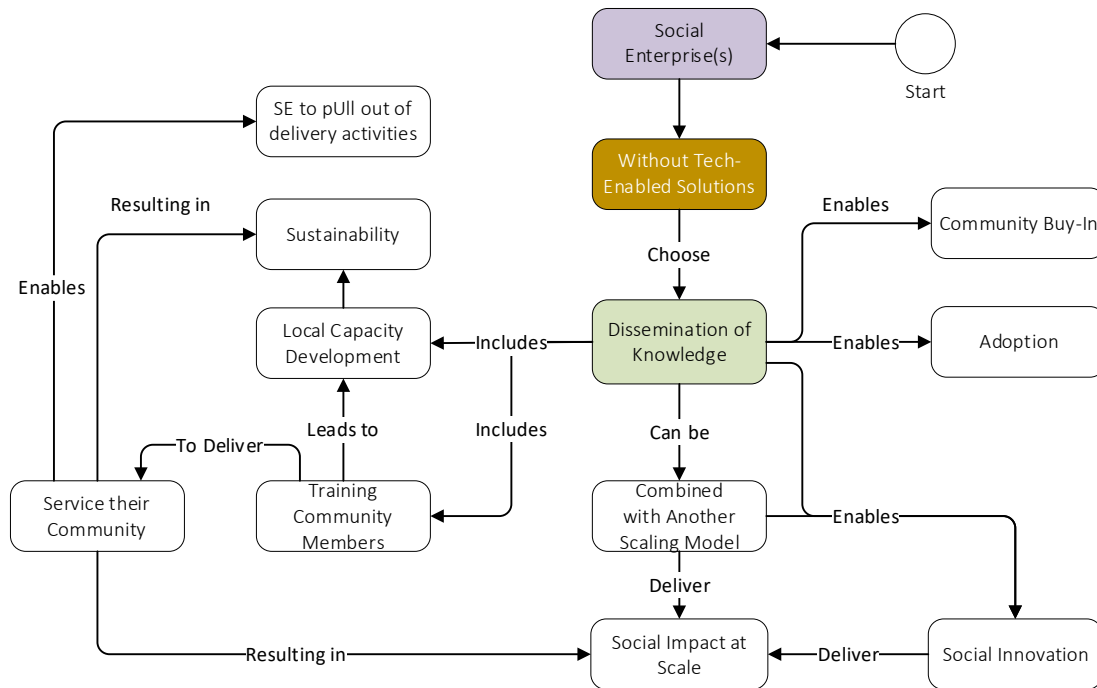 Social
Enterprise(s)
Start
SE to pUll out of
delivery activities
Without Tech-
Enabled Solutions
Resulting in
Enables
Sustainability
Community Buy-In
Choose
Enables
Local Capacity
Development
Includes
Dissemination of
Knowledge
Enables
Adoption
Leads to
Includes
Can be
To Deliver
Service their
Community
Training
Community
Members
Combined
with Another
Scaling Model
Enables
Deliver
Resulting in
Social Impact at
Scale
Deliver
Social Innovation